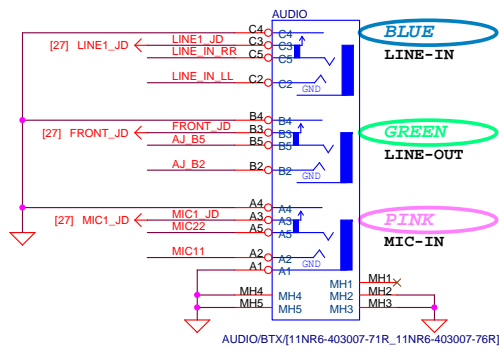 AUDIO
C4 C4 BLUE
[27] LINE1_JD LINE1_JD C3 C3
LINE_IN_RR C5 C5 LINE-IN
LINE_IN_LL C2 C2
GND
B4 B4
[27] FRONT_JD FRONT_JD B3 B3 GREEN
AJ_B5 B5 B5 LINE-OUT
AJ_B2 B2 B2
GND
A4 A4
[27] MIC1_JD MIC1_JD A3 A3 PINK
MIC22 A5 A5 MIC-IN
MIC11 A2 A2
GND
A1 A1
MH1 MH1
MH4 MH4 MH2 MH2
MH5 MH5 MH3 MH3
AUDIO/BTX/[11NR6-403007-71R_11NR6-403007-76R]